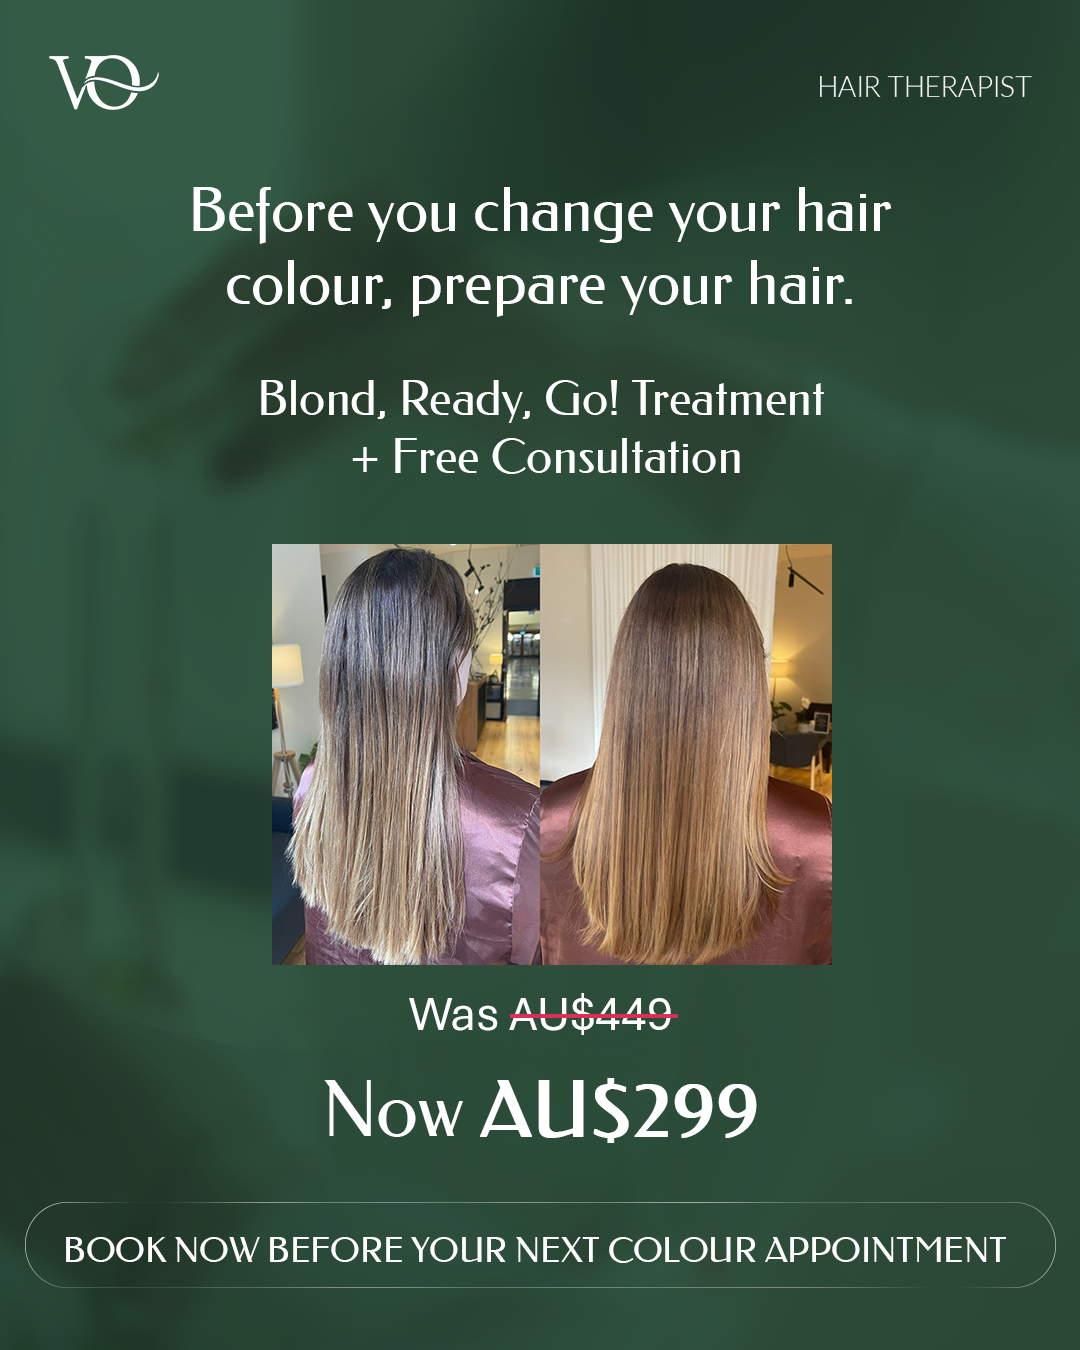 VO
HAIR THERAPIST
Before you change your hair
colour, prepare your hair.
Blond, Ready, Go! Treatment
+ Free Consultation
Was AU$449
Now AU$299
BOOK NOW BEFORE YOUR NEXT COLOUR APPOINTMENT